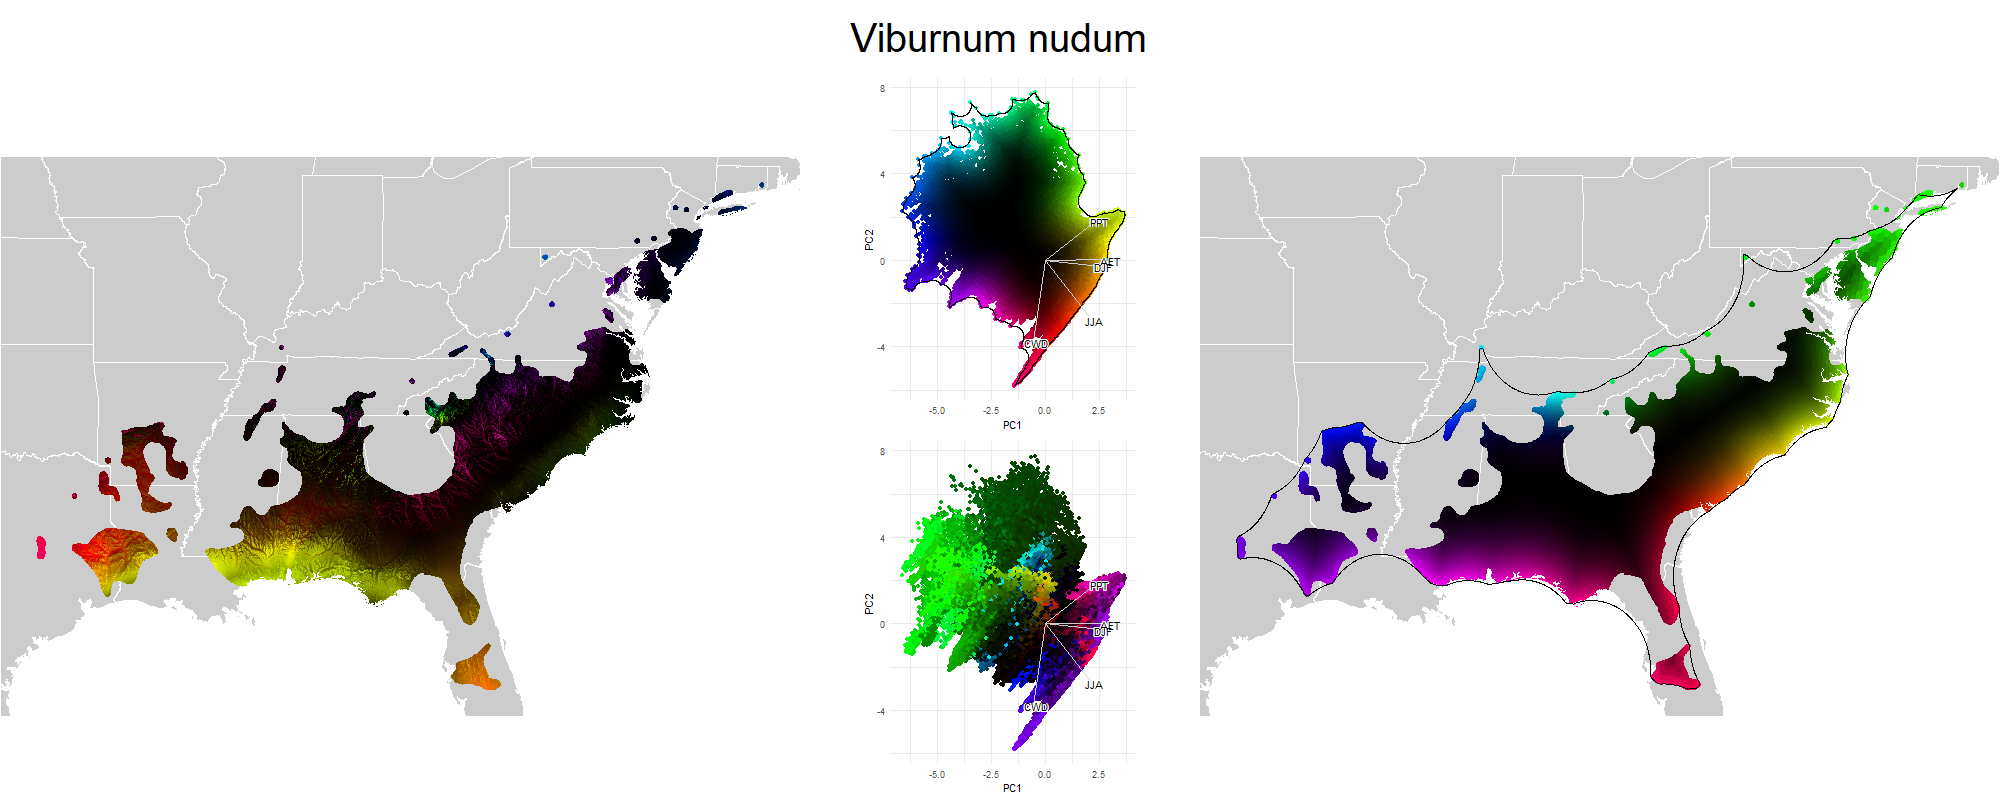 Viburnum nudum
8
4
0
-4
PC2
PPT
AET
DJF
JJA
CWD
-5.0 -2.5 0.0 2.5
PC1
8
4
0
-4
PC2
PPT
AET
DJF
JJA
CWD
-5.0 -2.5 0.0 2.5
PC1